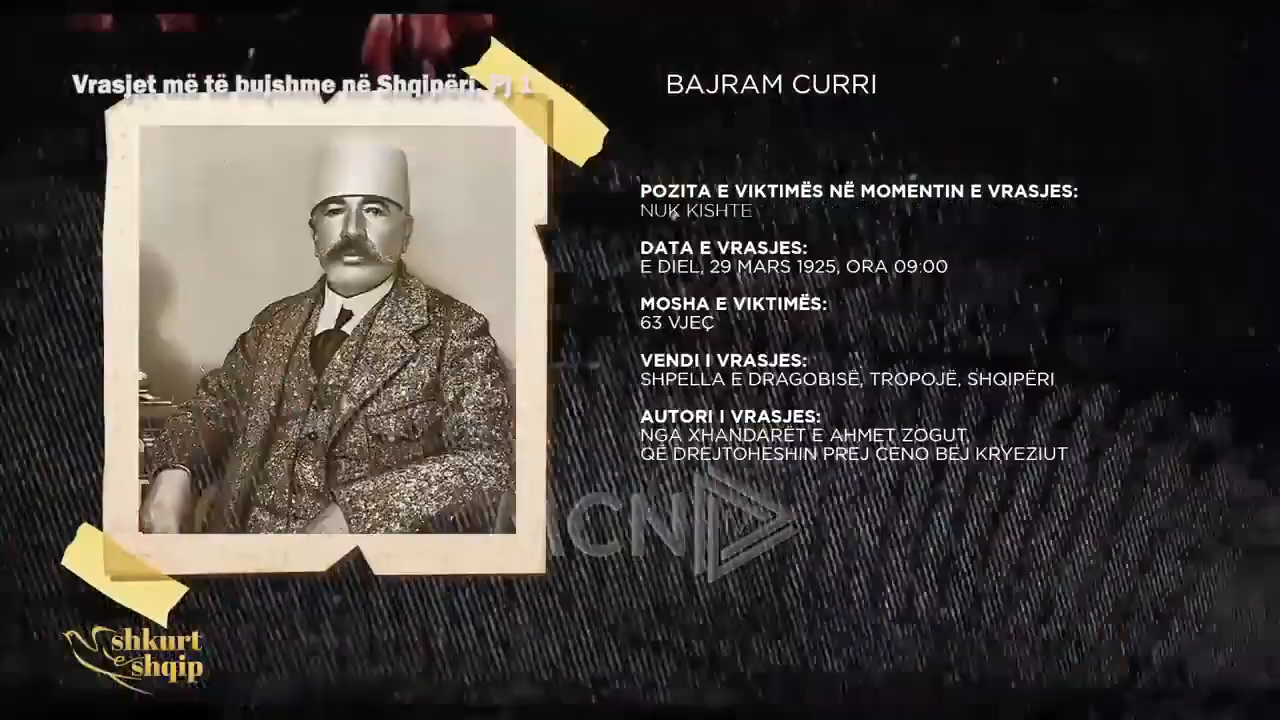 Vrasjet më të bujshme në Shqipëri, Pj 1
BAJRAM CURRI
POZITA E VIKTIMËS NË MOMENTIN E VRASJES:
NUK KISHTE
DATA E VRASJES:
E DIEL, 29 MARS 1925, ORA 09:00
MOSHA E VIKTIMËS:
63 VJEÇ
VENDI I VRASJES:
SHPELLA E DRAGOBISË, TROPOJË, SHQIPËRI
AUTORI I VRASJES:
NGA XHANDARËT E AHMET ZOGUT,
QË DREJTOHESHIN PREJ CENO BEJ KRYEZIUT
MCN
shkurt
e shqip